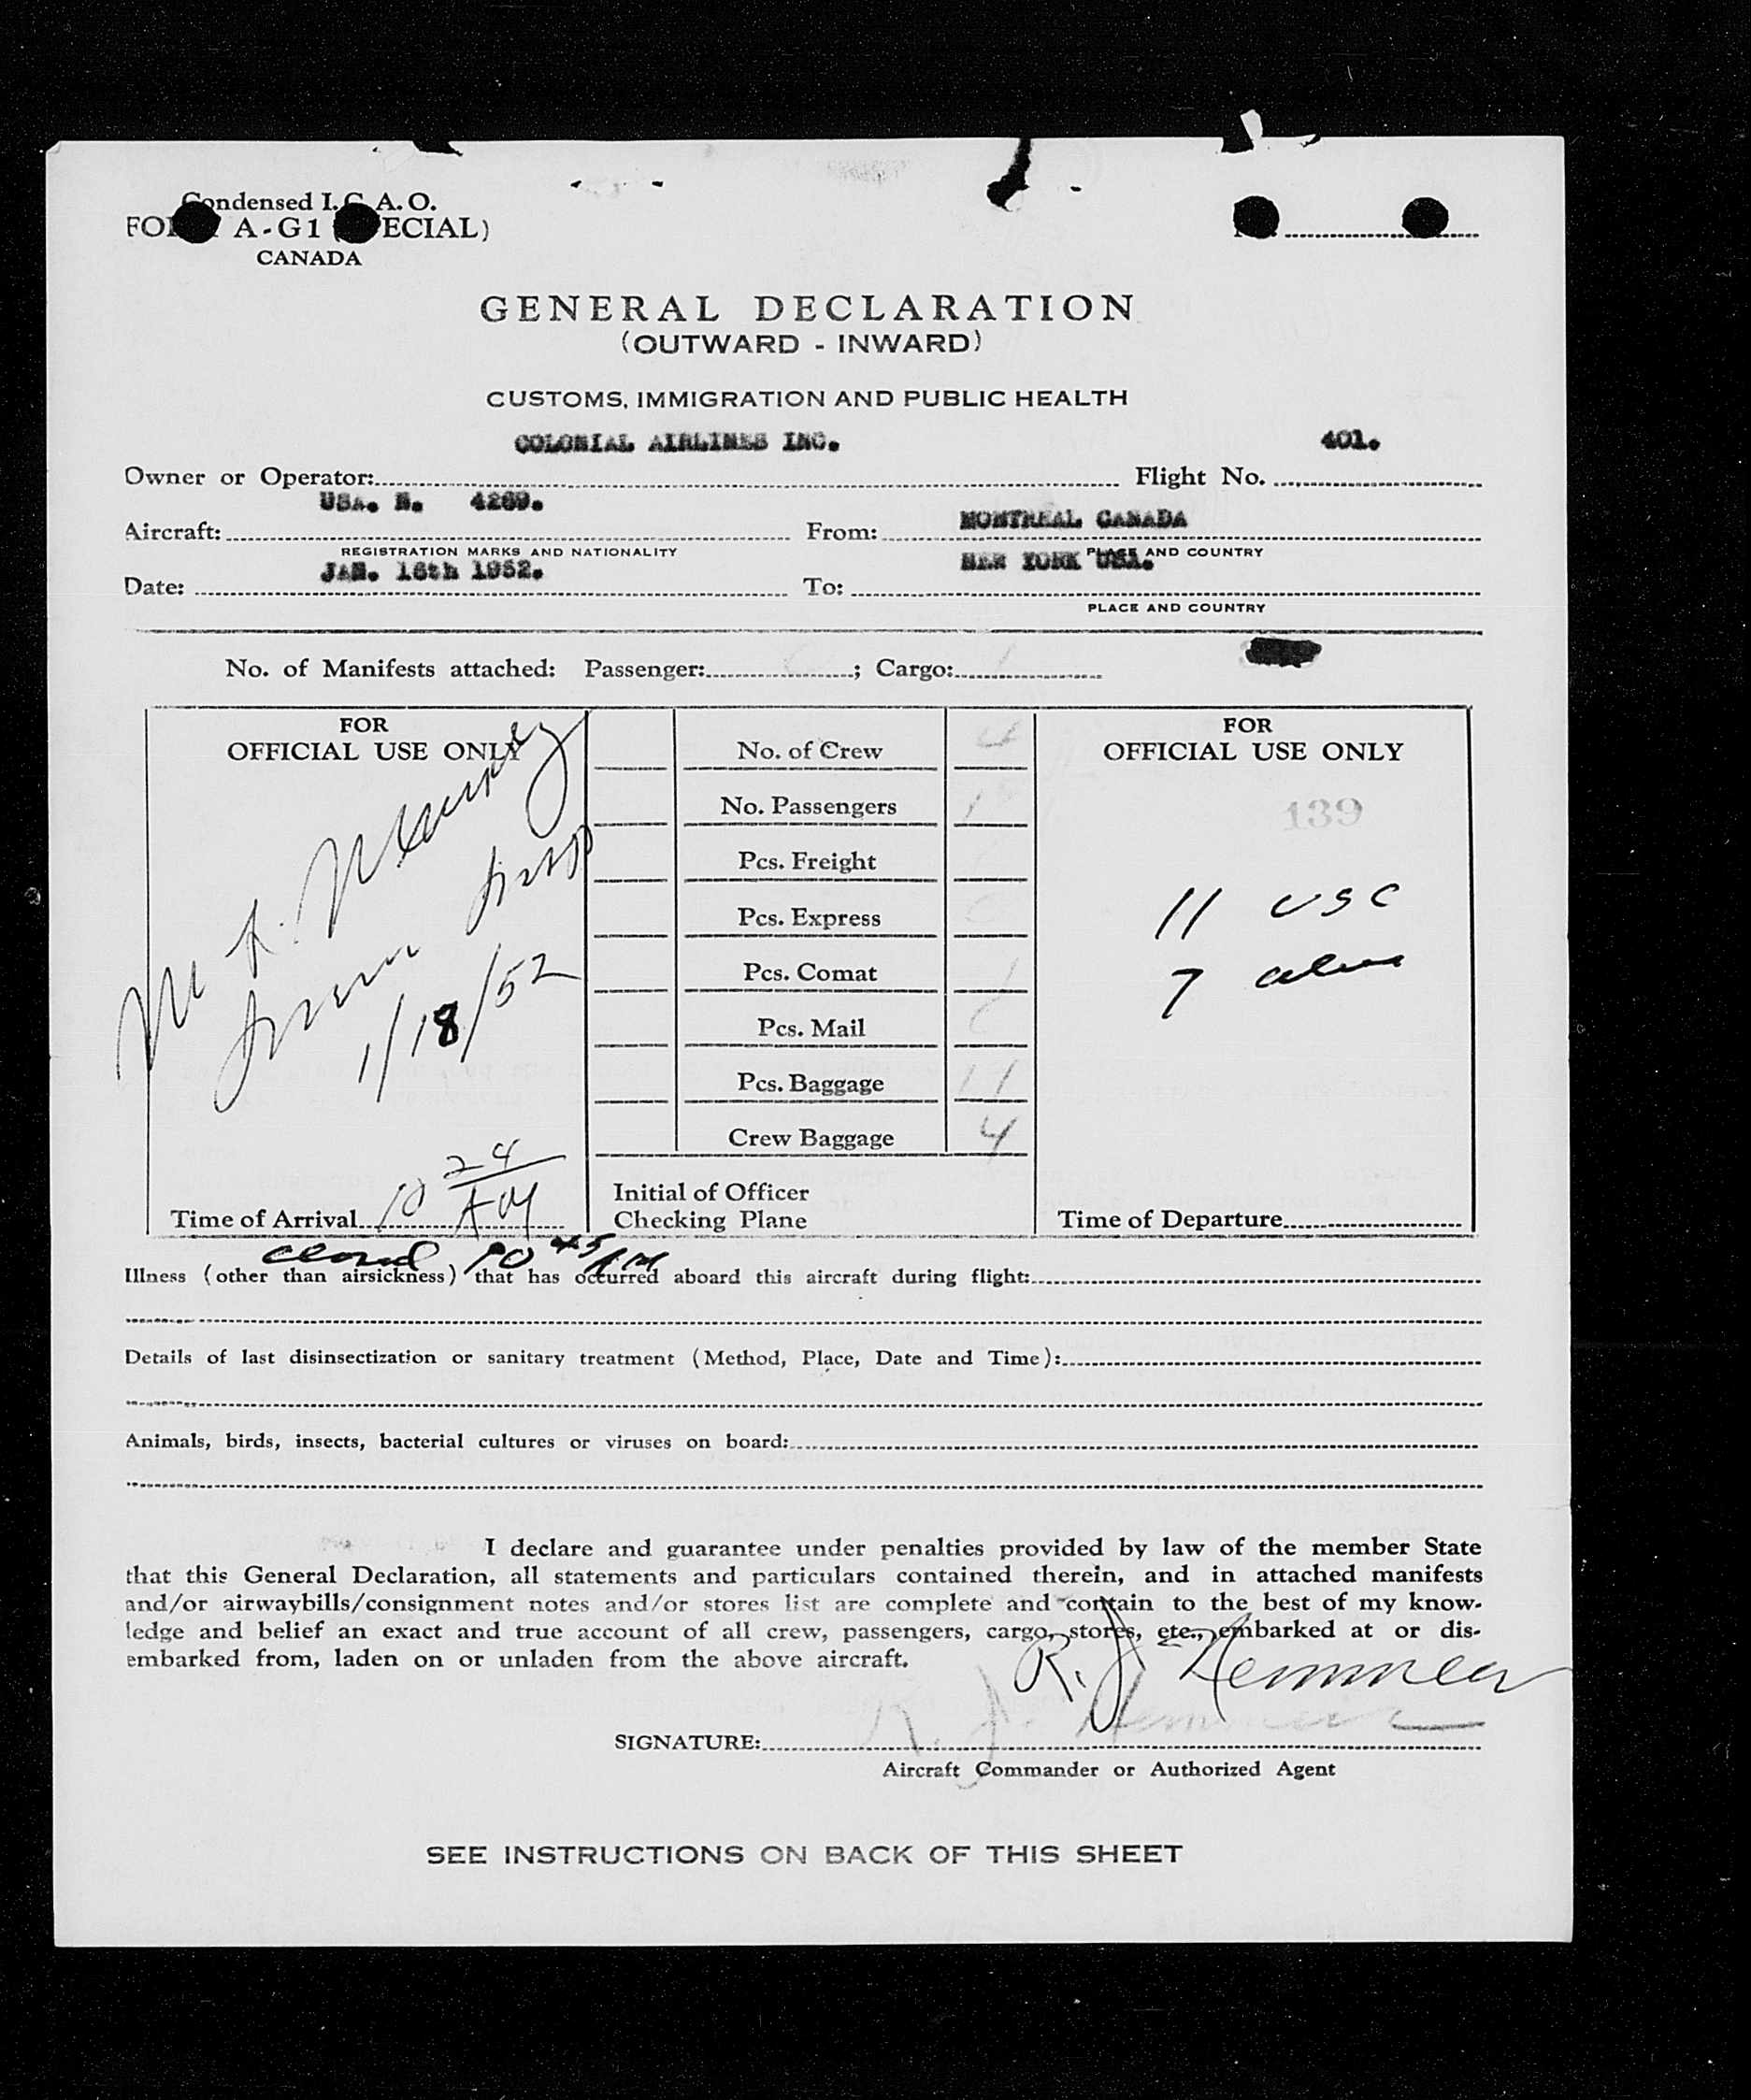 Condensed I.C.A.O.
FORM A-G1 (SPECIAL)
CANADA
GENERAL DECLARATION
(OUTWARD - INWARD)
CUSTOMS, IMMIGRATION AND PUBLIC HEALTH
COLONIAL AIRLINES INC. 401.
Owner or Operator: Flight No.
USA. N. 4269.
Aircraft: From: MONTREAL CANADA
REGISTRATION MARKS AND NATIONALITY PLACE AND COUNTRY
JAN. 18th 1952. NEW YORK USA.
Date: To:
PLACE AND COUNTRY
No. of Manifests attached: Passenger: ; Cargo:
FOR
OFFICIAL USE ONLY
1/18/52
10 24 AM
Time of Arrival
No. of Crew 4
No. Passengers
Pcs. Freight
Pcs. Express
Pcs. Comat 1
Pcs. Mail
Pcs. Baggage 11
Crew Baggage 4
Initial of Officer
Checking Plane
FOR
OFFICIAL USE ONLY
139
11 USC
7 alien
Time of Departure
10 45 AM
Illness (other than airsickness) that has occurred aboard this aircraft during flight:
Details of last disinsectization or sanitary treatment (Method, Place, Date and Time):
Animals, birds, insects, bacterial cultures or viruses on board:
I declare and guarantee under penalties provided by law of the member State
that this General Declaration, all statements and particulars contained therein, and in attached manifests
and/or airwaybills/consignment notes and/or stores list are complete and contain to the best of my know-
ledge and belief an exact and true account of all crew, passengers, cargo, stores, etc., embarked at or dis-
embarked from, laden on or unladen from the above aircraft.
R. J.
SIGNATURE: R. J.
Aircraft Commander or Authorized Agent
SEE INSTRUCTIONS ON BACK OF THIS SHEET